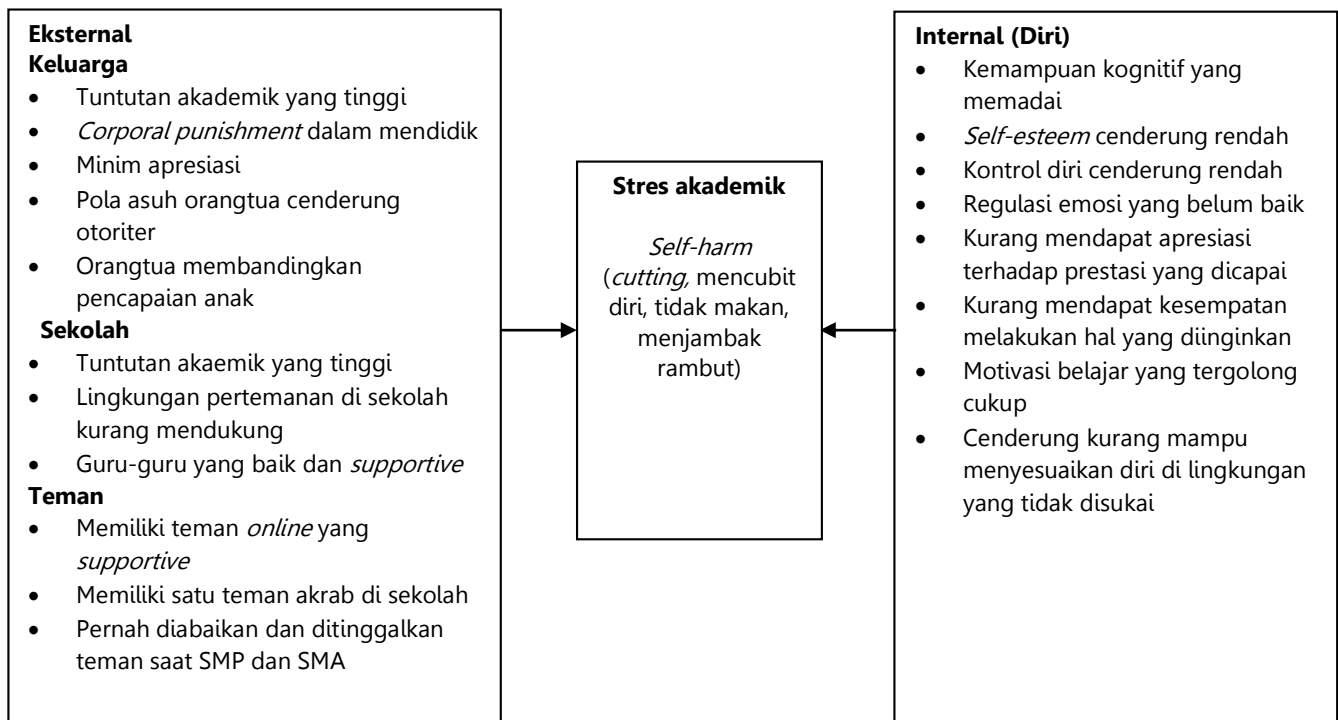 Eksternal
Keluarga
• Tuntutan akademik yang tinggi
• Corporal punishment dalam mendidik
• Minim apresiasi
• Pola asuh orangtua cenderung
otoriter
• Orangtua membandingkan
pencapaian anak
Sekolah
• Tuntutan akaemik yang tinggi
• Lingkungan pertemanan di sekolah
kurang mendukung
• Guru-guru yang baik dan supportive
Teman
• Memiliki teman online yang
supportive
• Memiliki satu teman akrab di sekolah
• Pernah diabaikan dan ditinggalkan
teman saat SMP dan SMA
Stres akademik
Self-harm
(cutting, mencubit
diri, tidak makan,
menjambak
rambut)
Internal (Diri)
• Kemampuan kognitif yang
memadai
• Self-esteem cenderung rendah
• Kontrol diri cenderung rendah
• Regulasi emosi yang belum baik
• Kurang mendapat apresiasi
terhadap prestasi yang dicapai
• Kurang mendapat kesempatan
melakukan hal yang diinginkan
• Motivasi belajar yang tergolong
cukup
• Cenderung kurang mampu
menyesuaikan diri di lingkungan
yang tidak disukai